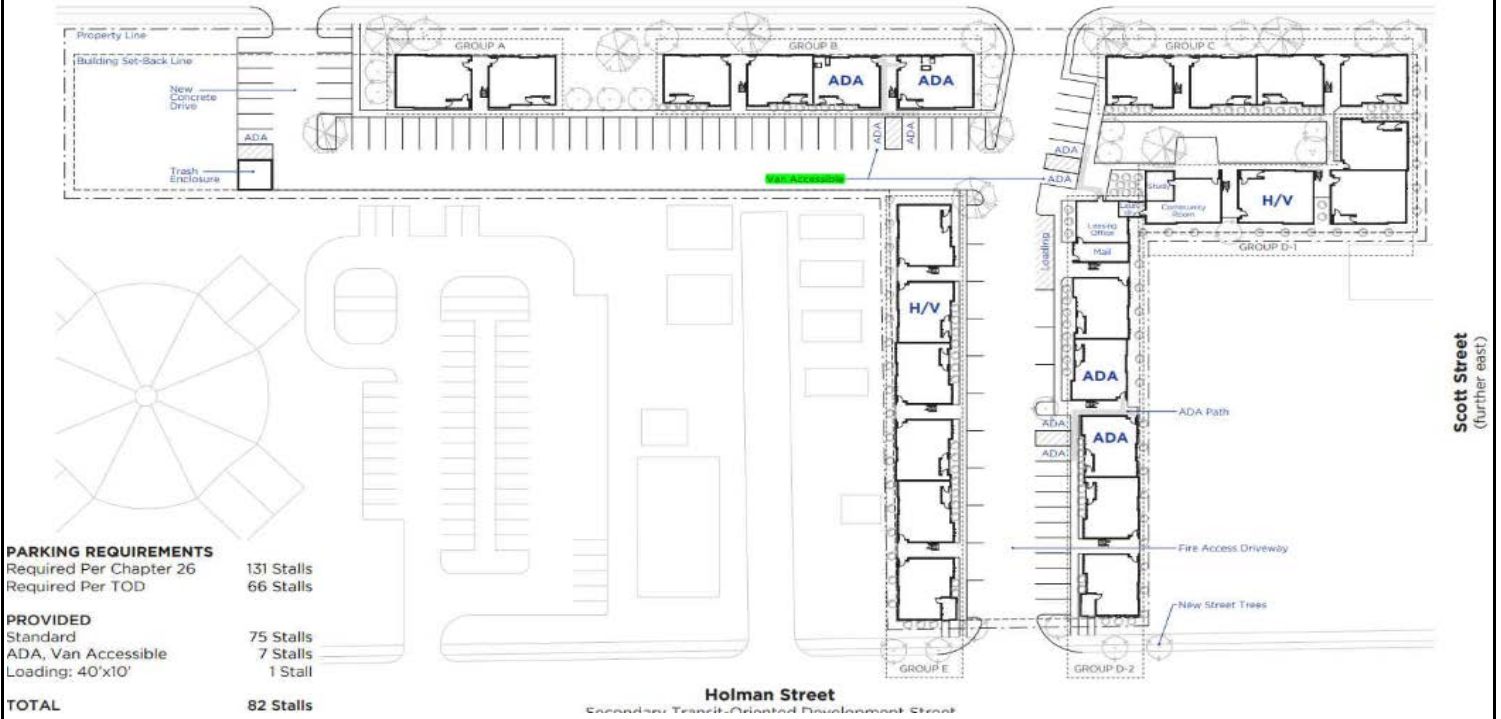 Property Line
Building Set-Back Line
GROUP A
GROUP B
GROUP C
New
Concrete
Drive
ADA
ADA
ADA
ADA
ADA
ADA
Trash
Enclosure
Van Accessible
ADA
Study
Community
Room
H/V
Leasing
Office
Mail
Loading
GROUP D-1
H/V
ADA
ADA Path
ADA
ADA
ADA
Fire Access Driveway
New Street Trees
GROUP E
GROUP D-2
Scott Street
(further east)
PARKING REQUIREMENTS
Required Per Chapter 26 131 Stalls
Required Per TOD 66 Stalls
PROVIDED
Standard 75 Stalls
ADA, Van Accessible 7 Stalls
Loading: 40'x10' 1 Stall
TOTAL 82 Stalls
Holman Street
Secondary Transit-Oriented Development Street